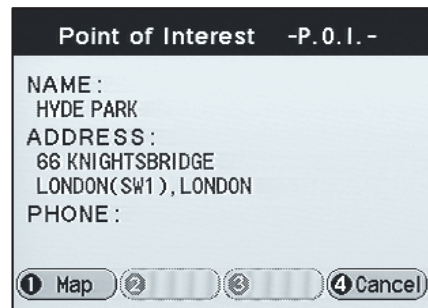 Point of Interest -P.O.I.-
NAME:
HYDE PARK
ADDRESS:
66 KNIGHTSBRIDGE
LONDON(SW1),LONDON
PHONE:
1 Map 2 3 4 Cancel